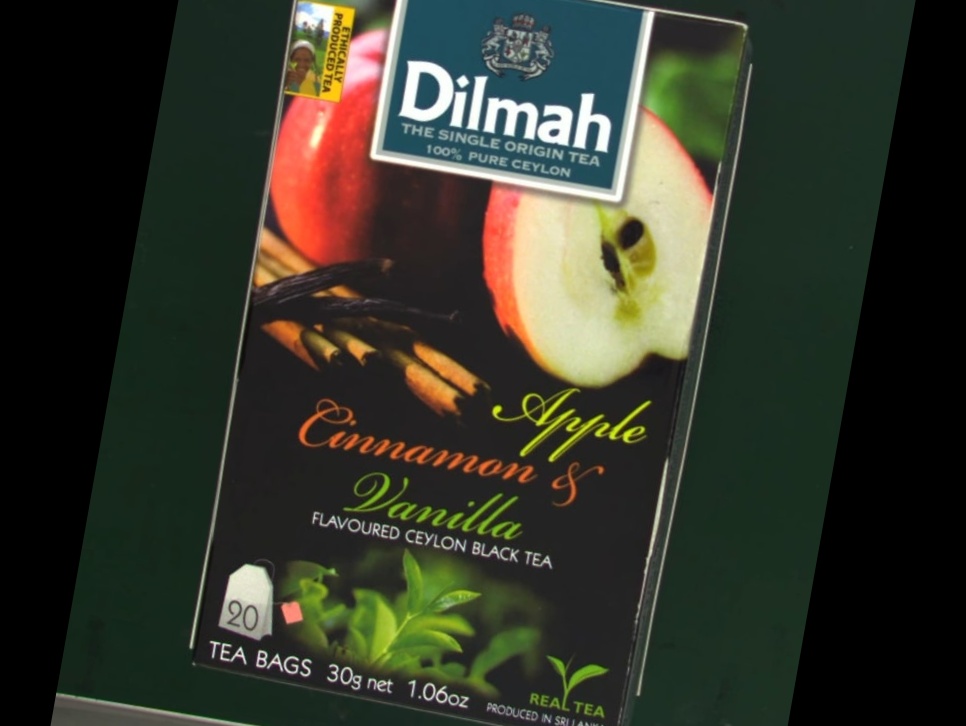 ETHICALLY
PRODUCED TEA
Dilmah
THE SINGLE ORIGIN TEA
100% PURE CEYLON
Apple
Cinnamon &
Vanilla
FLAVOURED CEYLON BLACK TEA
20
TEA BAGS 30g net 1.06oz
REAL TEA
PRODUCED IN SRI LANKA